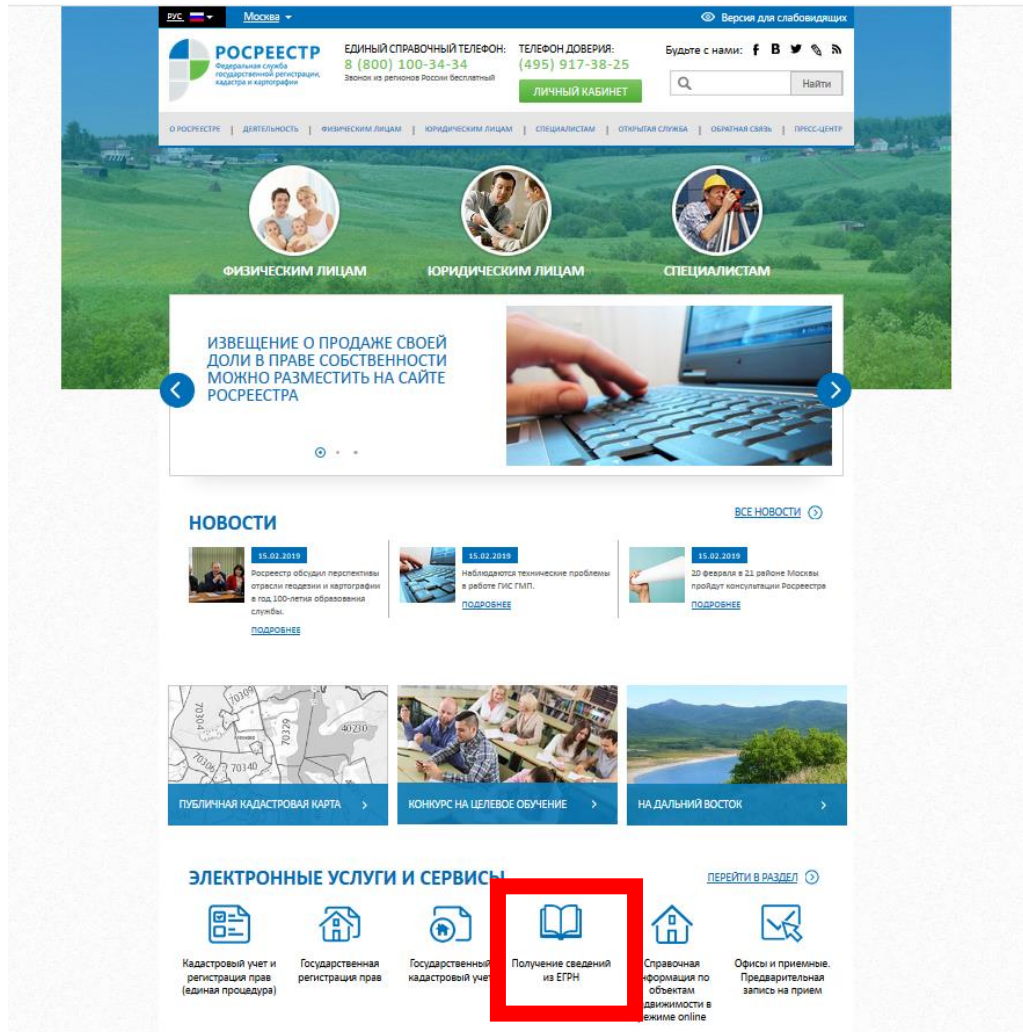 РУС
Москва
Версия для слабовидящих
РОСРЕЕСТР
Федеральная служба
государственной регистрации,
кадастра и картографии
ЕДИНЫЙ СПРАВОЧНЫЙ ТЕЛЕФОН:
8 (800) 100-34-34
Звонок из регионов России бесплатный
ТЕЛЕФОН ДОВЕРИЯ:
(495) 917-38-25
ЛИЧНЫЙ КАБИНЕТ
Будьте с нами:
Найти
О РОСРЕЕСТРЕ | ДЕЯТЕЛЬНОСТЬ | ФИЗИЧЕСКИМ ЛИЦАМ | ЮРИДИЧЕСКИМ ЛИЦАМ | СПЕЦИАЛИСТАМ | ОТКРЫТАЯ СЛУЖБА | ОБРАТНАЯ СВЯЗЬ | ПРЕСС-ЦЕНТР
ФИЗИЧЕСКИМ ЛИЦАМ
ЮРИДИЧЕСКИМ ЛИЦАМ
СПЕЦИАЛИСТАМ
ИЗВЕЩЕНИЕ О ПРОДАЖЕ СВОЕЙ
ДОЛИ В ПРАВЕ СОБСТВЕННОСТИ
МОЖНО РАЗМЕСТИТЬ НА САЙТЕ
РОСРЕЕСТРА
НОВОСТИ
ВСЕ НОВОСТИ
15.02.2019
Росреестр обсудил перспективы
отрасли геодезии и картографии
в год 100-летия образования
службы.
ПОДРОБНЕЕ
15.02.2019
Наблюдаются технические проблемы
в работе ГИС ГМП.
ПОДРОБНЕЕ
15.02.2019
20 февраля в 21 районе Москвы
пройдут консультации Росреестра
ПОДРОБНЕЕ
70309
70304
70329
40230
70306
70140
ПУБЛИЧНАЯ КАДАСТРОВАЯ КАРТА
КОНКУРС НА ЦЕЛЕВОЕ ОБУЧЕНИЕ
НА ДАЛЬНИЙ ВОСТОК
ЭЛЕКТРОННЫЕ УСЛУГИ И СЕРВИСЫ
ПЕРЕЙТИ В РАЗДЕЛ
Кадастровый учет и
регистрация прав
(единая процедура)
Государственная
регистрация прав
Государственный
кадастровый учет
Получение сведений
из ЕГРН
Справочная
нформация по
объектам
движимости в
ежиме online
Офисы и приемные.
Предварительная
запись на прием